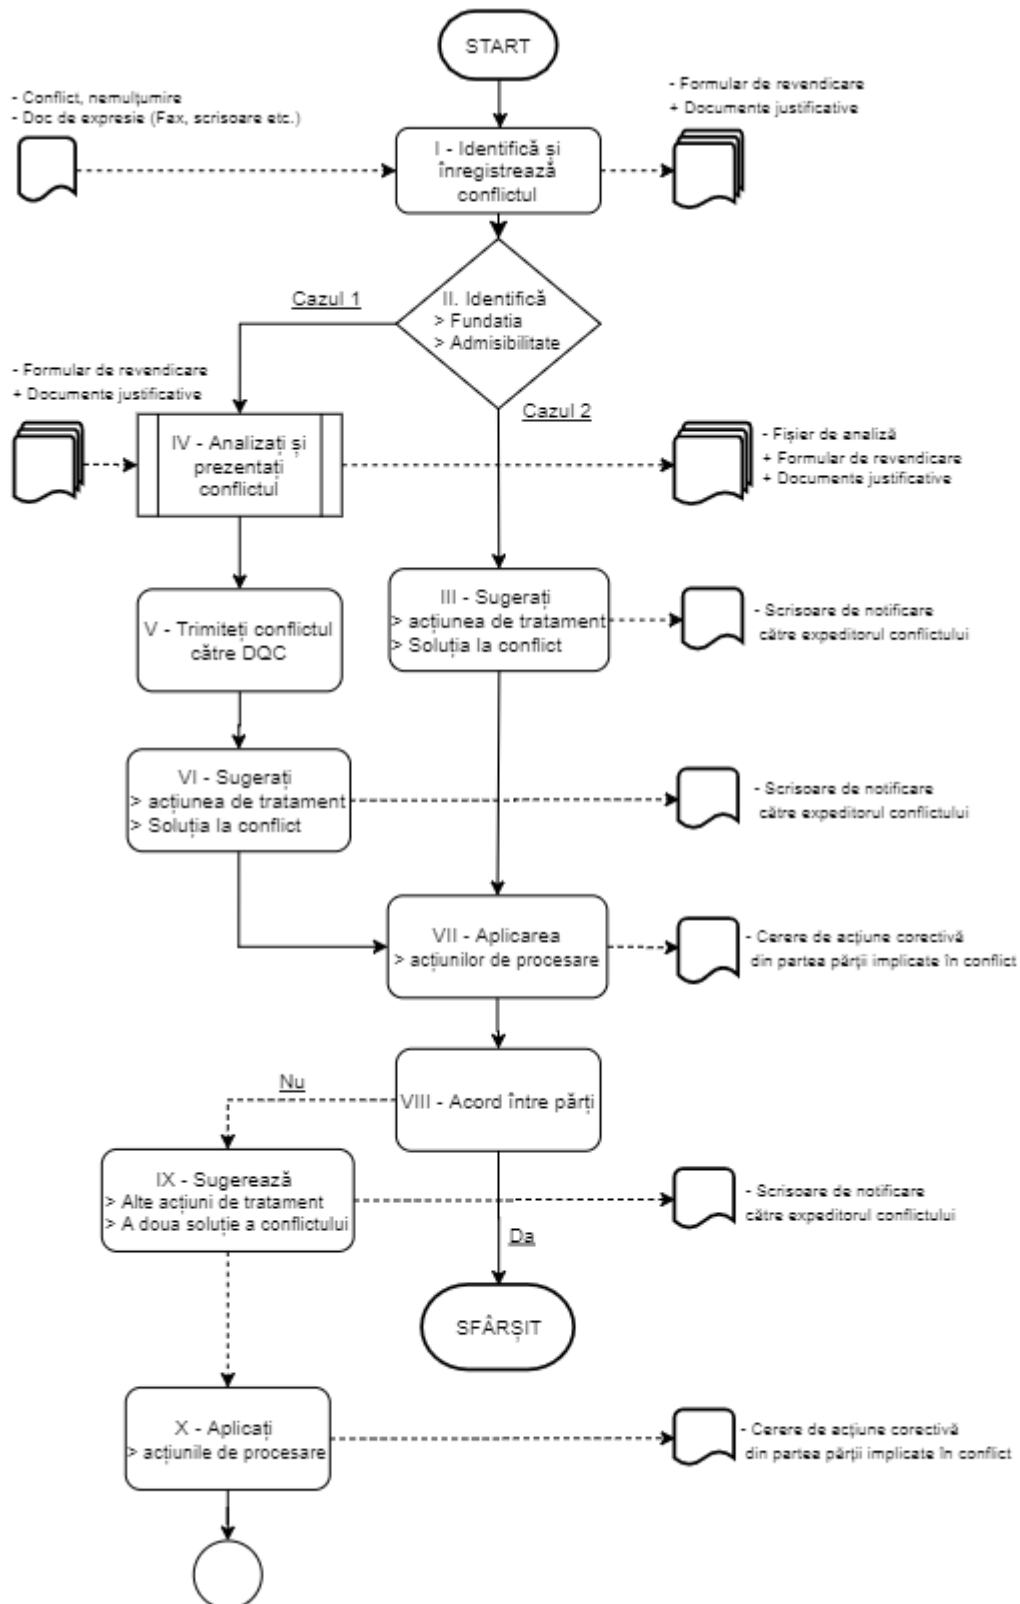 START
- Conflict, nemulțumire
- Doc de expresie (Fax, scrisoare etc.)
- Formular de revendicare
+ Documente justificative
I - Identifică și
înregistrează
conflictul
Cazul 1
II. Identifică
> Fundatia
> Admisibilitate
- Formular de revendicare
+ Documente justificative
Cazul 2
IV - Analizați și
prezentați
conflictul
- Fișier de analiză
+ Formular de revendicare
+ Documente justificative
III - Sugerați
> acțiunea de tratament
> Soluția la conflict
- Scrisoare de notificare
către expeditorul conflictului
V - Trimiteți conflictul
către DQC
VI - Sugerați
> acțiunea de tratament
> Soluția la conflict
- Scrisoare de notificare
către expeditorul conflictului
VII - Aplicarea
> acțiunilor de procesare
- Cerere de acțiune corectivă
din partea părții implicate în conflict
Nu
VIII - Acord între părți
IX - Sugerează
> Alte acțiuni de tratament
> A doua soluție a conflictului
- Scrisoare de notificare
către expeditorul conflictului
Da
SFÂRȘIT
X - Aplicați
> acțiunile de procesare
- Cerere de acțiune corectivă
din partea părții implicate în conflict